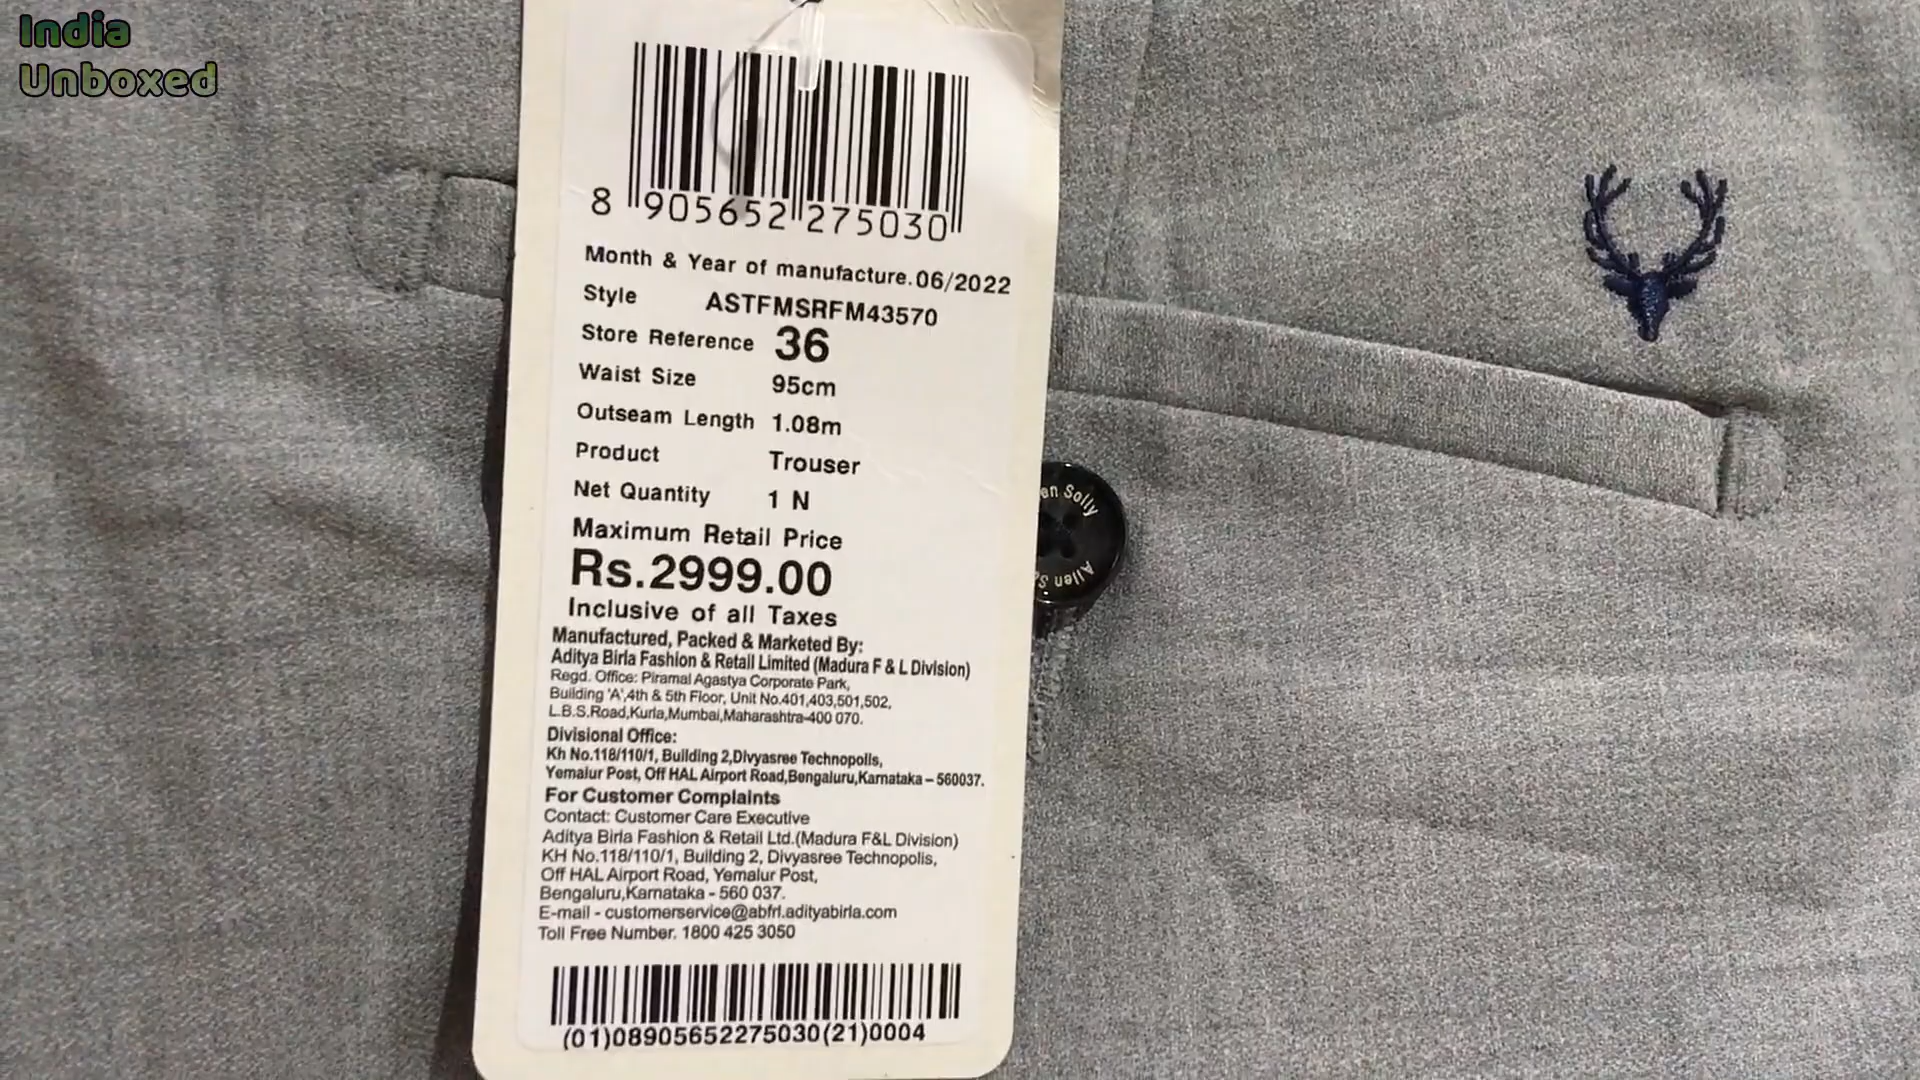 India
Unboxed
8 905652 275030
Month & Year of manufacture.06/2022
Style ASTFMSRFM43570
Store Reference 36
Waist Size 95cm
Outseam Length 1.08m
Product Trouser
Net Quantity 1 N
Maximum Retail Price
Rs.2999.00
Inclusive of all Taxes
Manufactured, Packed & Marketed By:
Aditya Birla Fashion & Retail Limited (Madura F & L Division)
Regd. Office: Piramal Agastya Corporate Park,
Building 'A',4th & 5th Floor, Unit No.401,403,501,502,
L.B.S.Road,Kurla,Mumbai,Maharashtra-400 070.
Divisional Office:
Kh No.118/110/1, Building 2,Divyasree Technopolis,
Yemalur Post, Off HAL Airport Road,Bengaluru,Karnataka – 560037.
For Customer Complaints
Contact: Customer Care Executive
Aditya Birla Fashion & Retail Ltd.(Madura F&L Division)
KH No.118/110/1, Building 2, Divyasree Technopolis,
Off HAL Airport Road, Yemalur Post,
Bengaluru,Karnataka - 560 037.
E-mail - customerservice@abfrl.adityabirla.com
Toll Free Number. 1800 425 3050
(01)08905652275030(21)0004
en Solly
Allen So